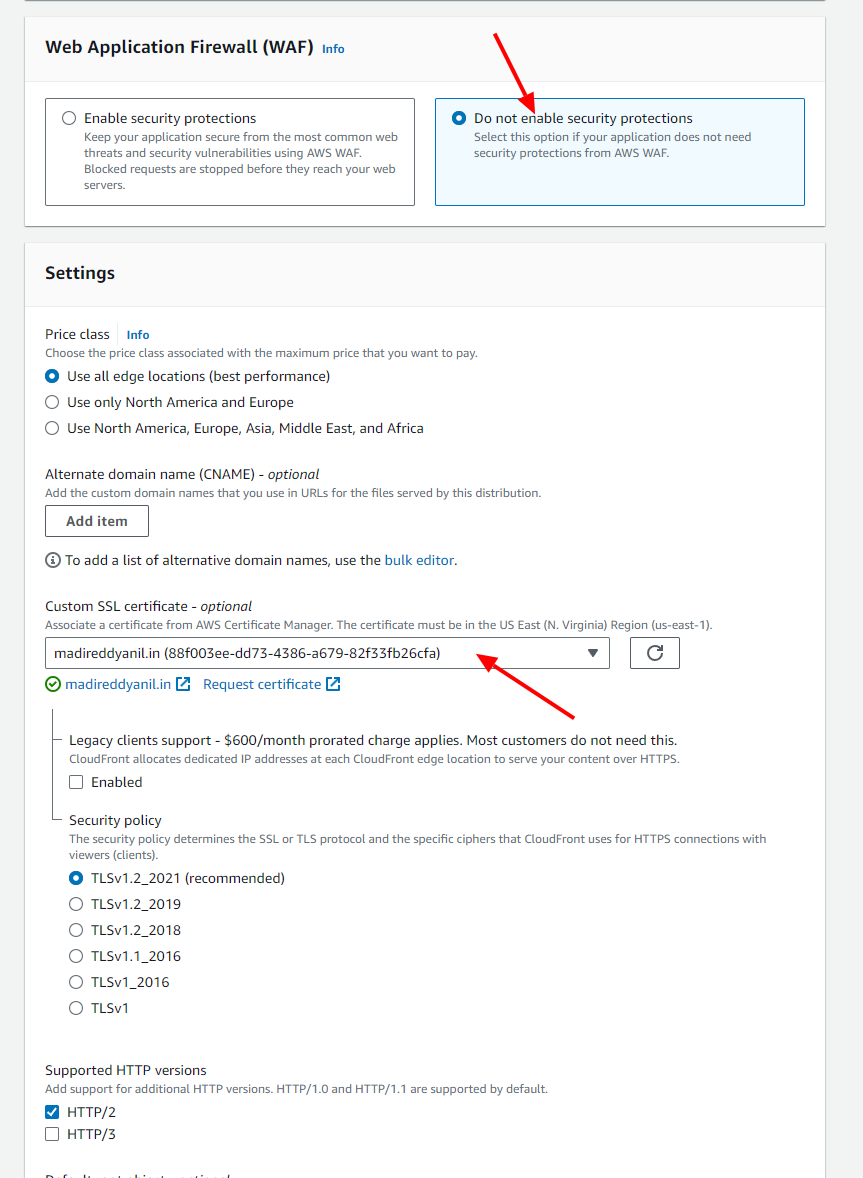 Web Application Firewall (WAF) Info
Enable security protections
Keep your application secure from the most common web
threats and security vulnerabilities using AWS WAF.
Blocked requests are stopped before they reach your web
servers.
Do not enable security protections
Select this option if your application does not need
security protections from AWS WAF.
Settings
Price class Info
Choose the price class associated with the maximum price that you want to pay.
Use all edge locations (best performance)
Use only North America and Europe
Use North America, Europe, Asia, Middle East, and Africa
Alternate domain name (CNAME) - optional
Add the custom domain names that you use in URLs for the files served by this distribution.
Add item
To add a list of alternative domain names, use the bulk editor.
Custom SSL certificate - optional
Associate a certificate from AWS Certificate Manager. The certificate must be in the US East (N. Virginia) Region (us-east-1).
madireddyanil.in (88f003ee-dd73-4386-a679-82f33fb26cfa)
madireddyanil.in Request certificate
Legacy clients support - $600/month prorated charge applies. Most customers do not need this.
CloudFront allocates dedicated IP addresses at each CloudFront edge location to serve your content over HTTPS.
Enabled
Security policy
The security policy determines the SSL or TLS protocol and the specific ciphers that CloudFront uses for HTTPS connections with
viewers (clients).
TLSv1.2_2021 (recommended)
TLSv1.2_2019
TLSv1.2_2018
TLSv1.1_2016
TLSv1_2016
TLSv1
Supported HTTP versions
Add support for additional HTTP versions. HTTP/1.0 and HTTP/1.1 are supported by default.
HTTP/2
HTTP/3